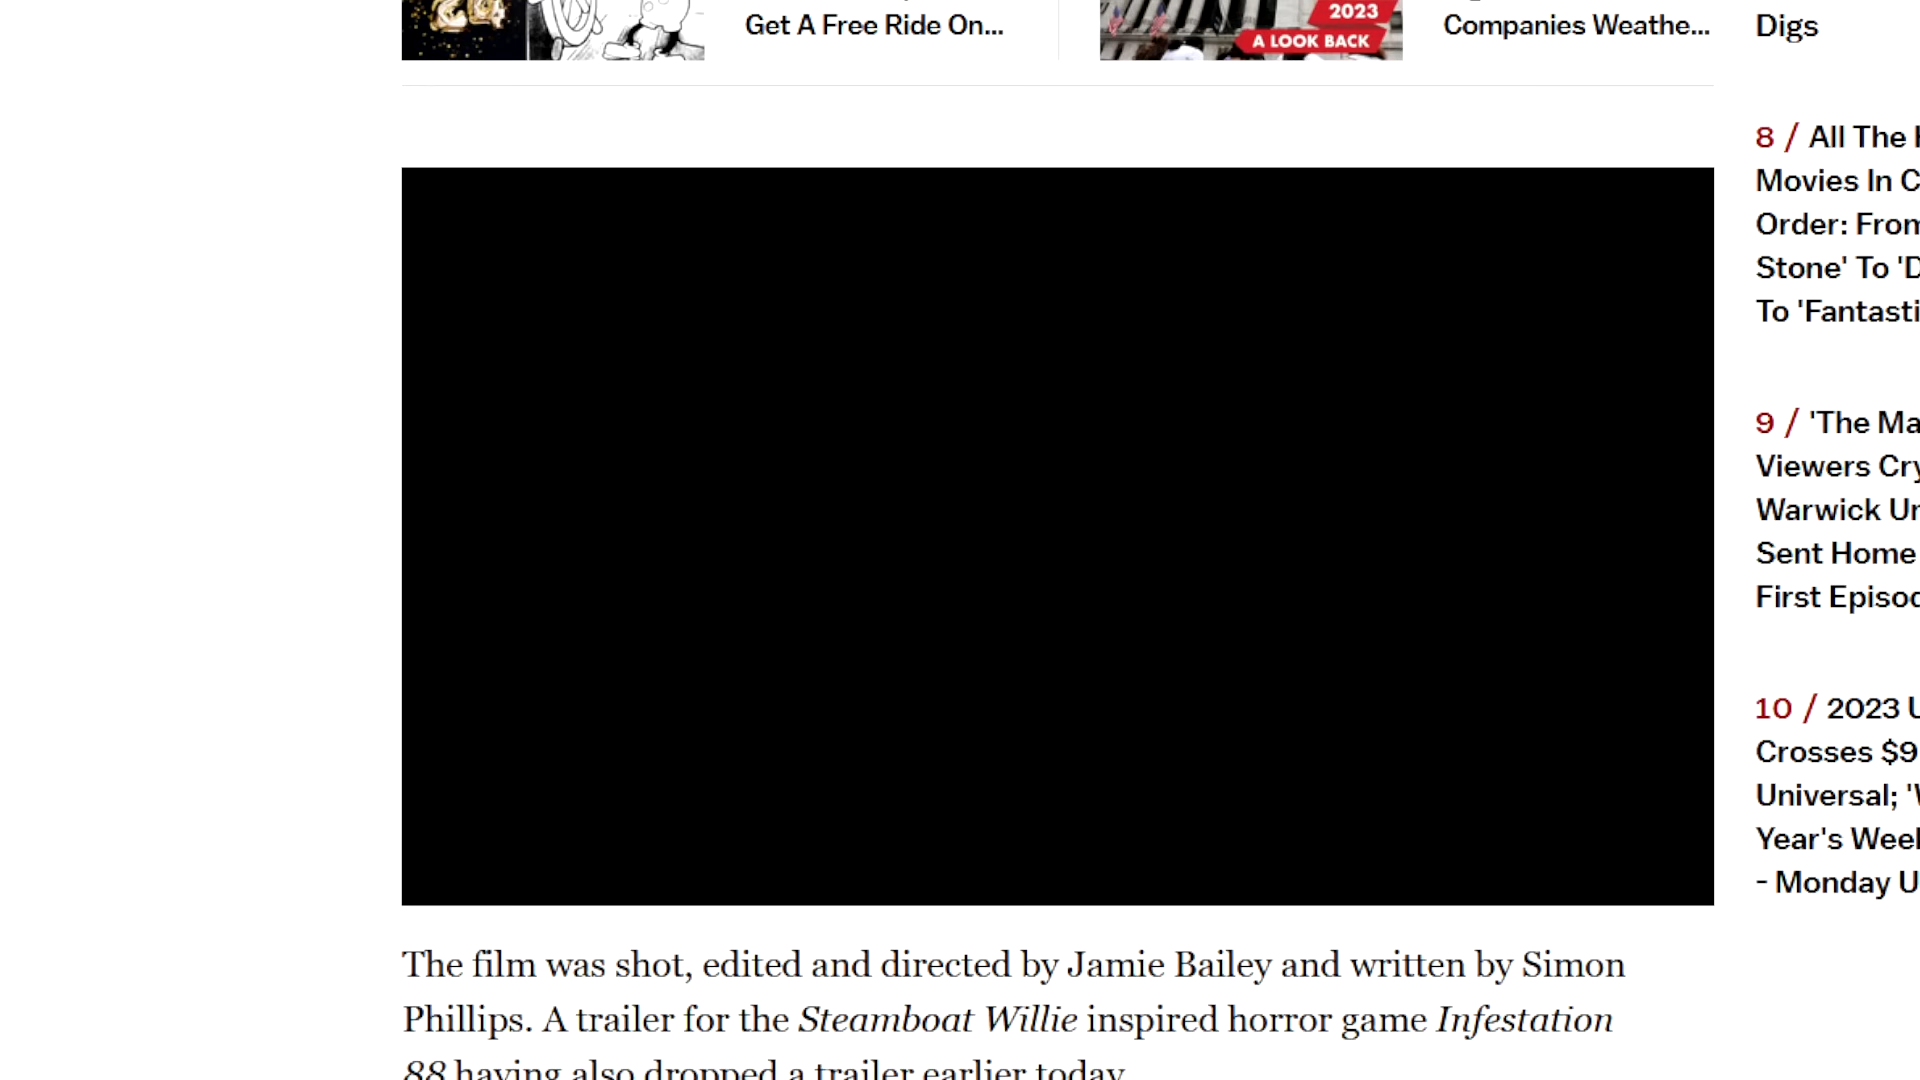 Get A Free Ride On...
2023
A LOOK BACK
Companies Weathe...
Digs
8 / All The
Movies In C
Order: From
Stone' To 'D
To 'Fantasti
9 / 'The Ma
Viewers Cry
Warwick Un
Sent Home
First Episod
10 / 2023 U
Crosses $9
Universal; 'W
Year's Week
- Monday U
The film was shot, edited and directed by Jamie Bailey and written by Simon
Phillips. A trailer for the Steamboat Willie inspired horror game Infestation
88 having also dropped a trailer earlier today.